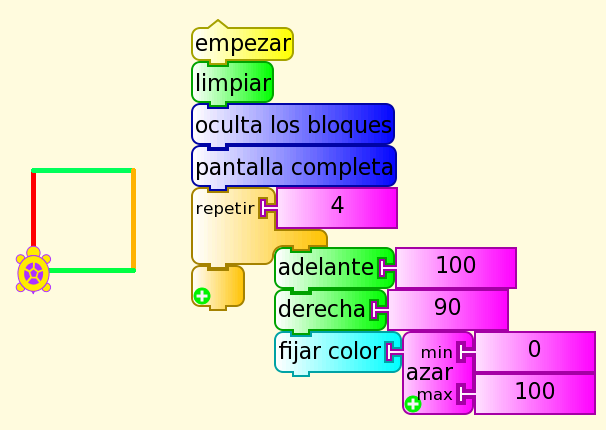 empezar
limpiar
oculta los bloques
pantalla completa
repetir 4
adelante 100
derecha 90
fijar color azar min 0
max 100